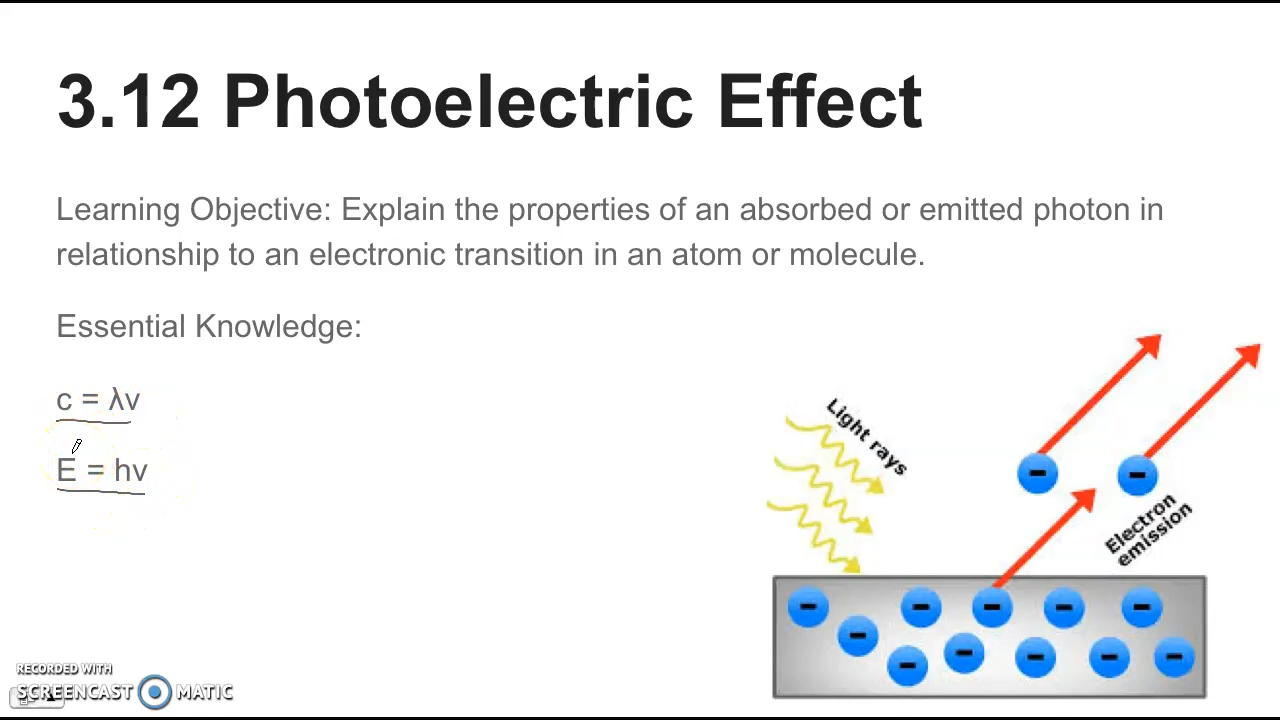 3.12 Photoelectric Effect
Learning Objective: Explain the properties of an absorbed or emitted photon in
relationship to an electronic transition in an atom or molecule.
Essential Knowledge:
c = λv
E = hv
Light rays
Electron
emission
RECORDED WITH
SCREENCAST MATIC